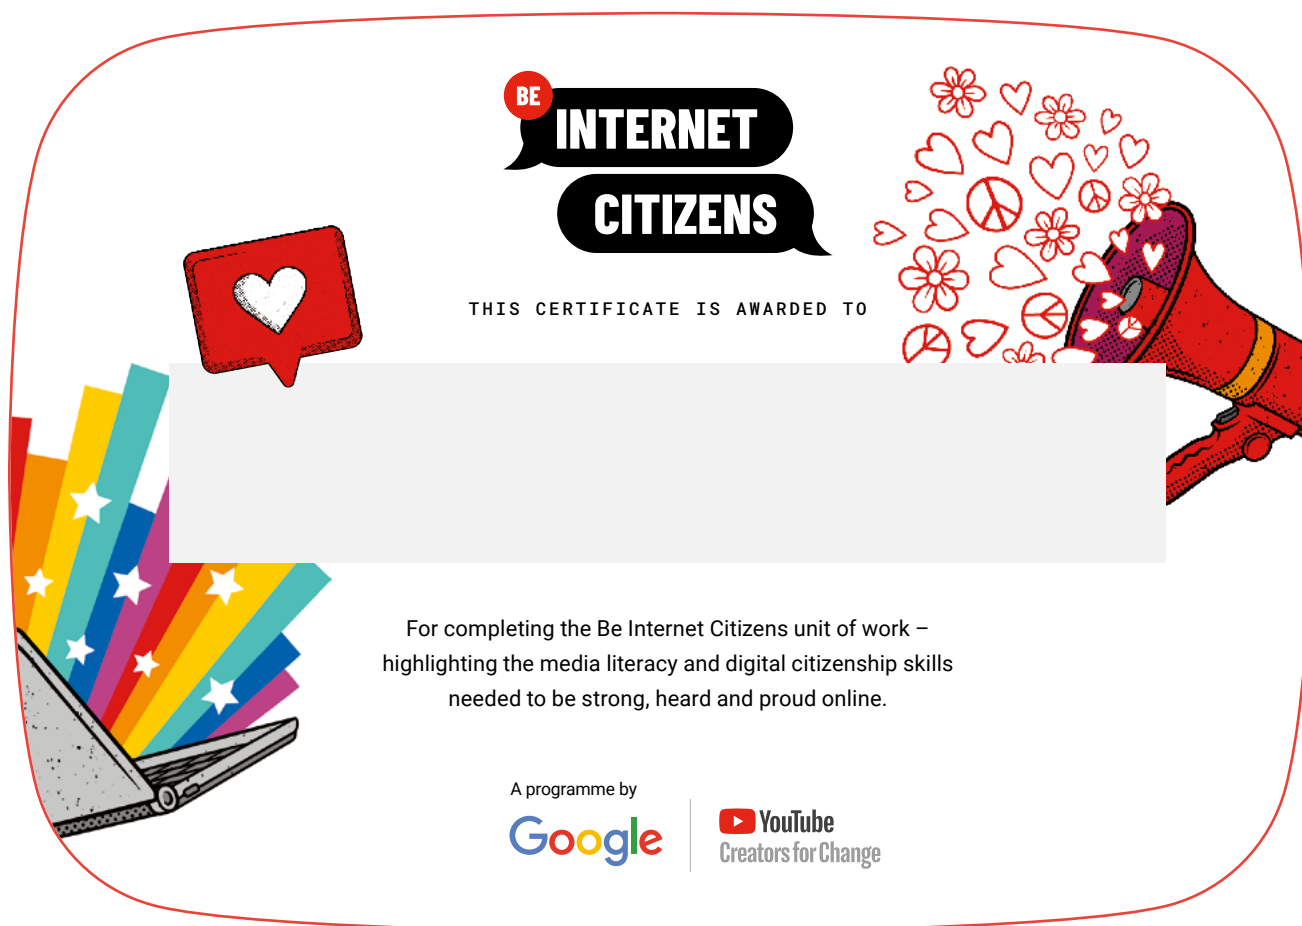 BE
INTERNET
CITIZENS
THIS CERTIFICATE IS AWARDED TO
For completing the Be Internet Citizens unit of work –
highlighting the media literacy and digital citizenship skills
needed to be strong, heard and proud online.
A programme by
Google
YouTube
Creators for Change